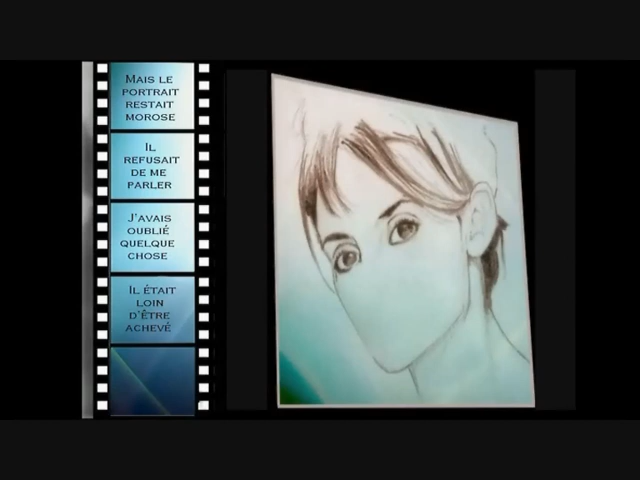 Mais le
portrait
restait
morose
Il
refusait
de me
parler
J'avais
oublié
quelque
chose
Il était
loin
d'être
achevé